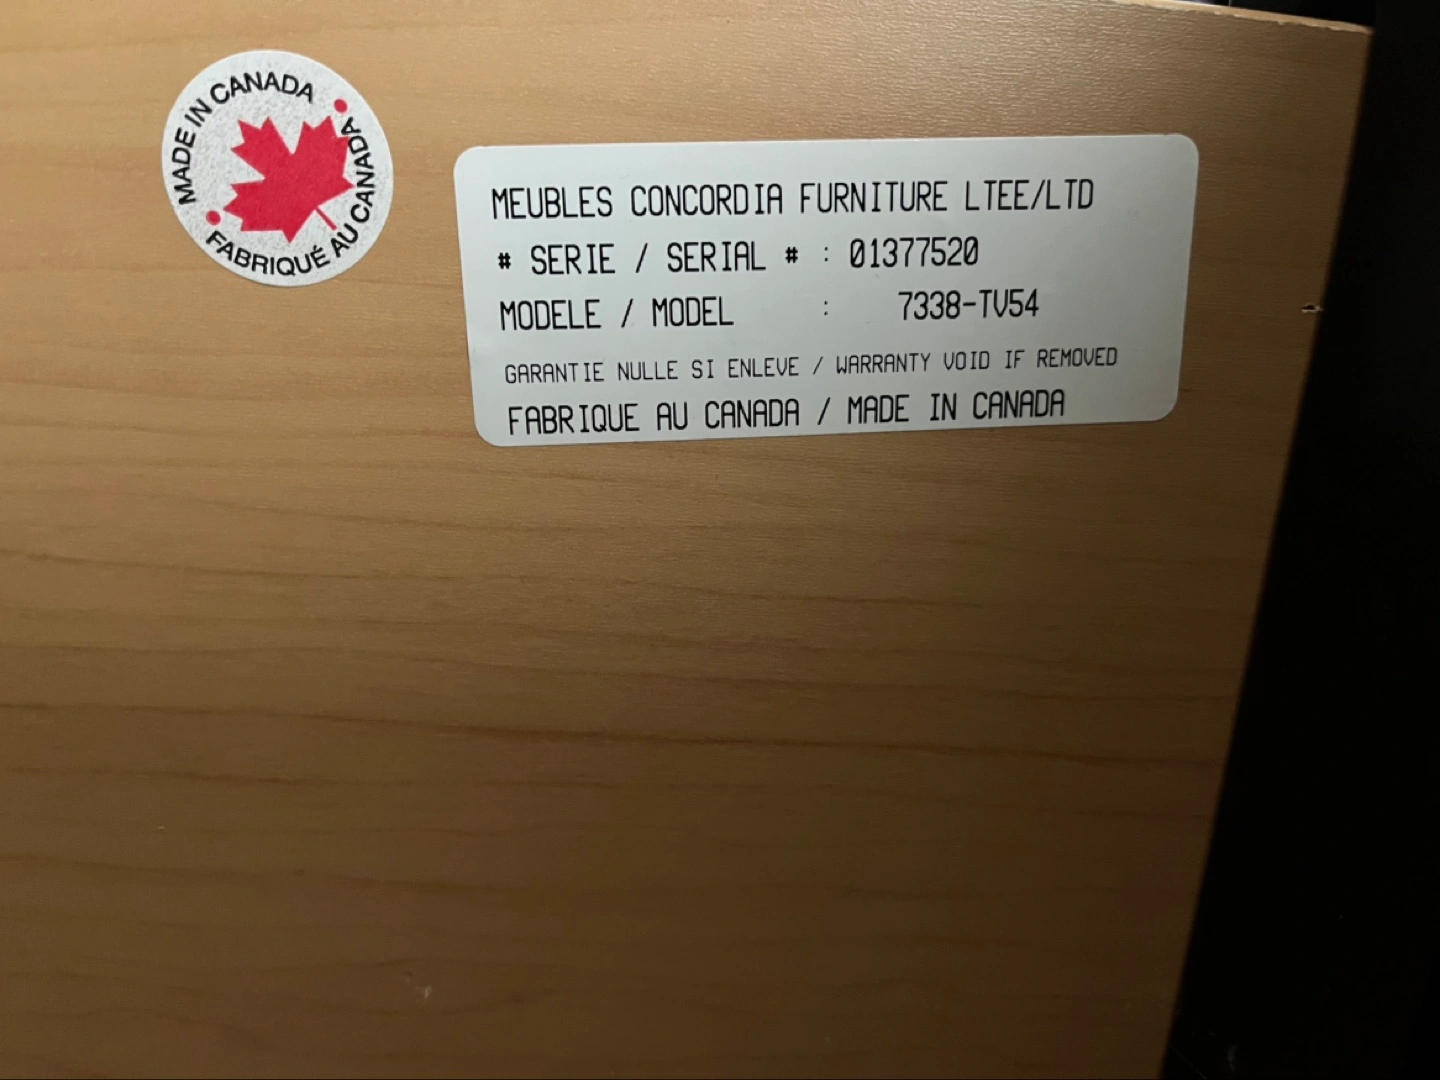 MADE IN CANADA
FABRIQUÉ AU CANADA
MEUBLES CONCORDIA FURNITURE LTEE/LTD
# SERIE / SERIAL # : 01377520
MODELE / MODEL : 7338-TV54
GARANTIE NULLE SI ENLEVE / WARRANTY VOID IF REMOVED
FABRIQUE AU CANADA / MADE IN CANADA